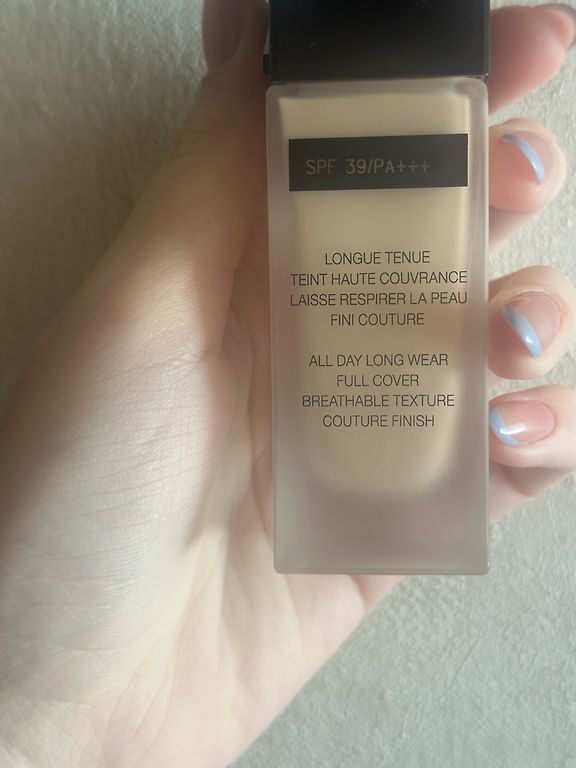 SPF 39/PA+++
LONGUE TENUE
TEINT HAUTE COUVRANCE
LAISSE RESPIRER LA PEAU
FINI COUTURE
ALL DAY LONG WEAR
FULL COVER
BREATHABLE TEXTURE
COUTURE FINISH